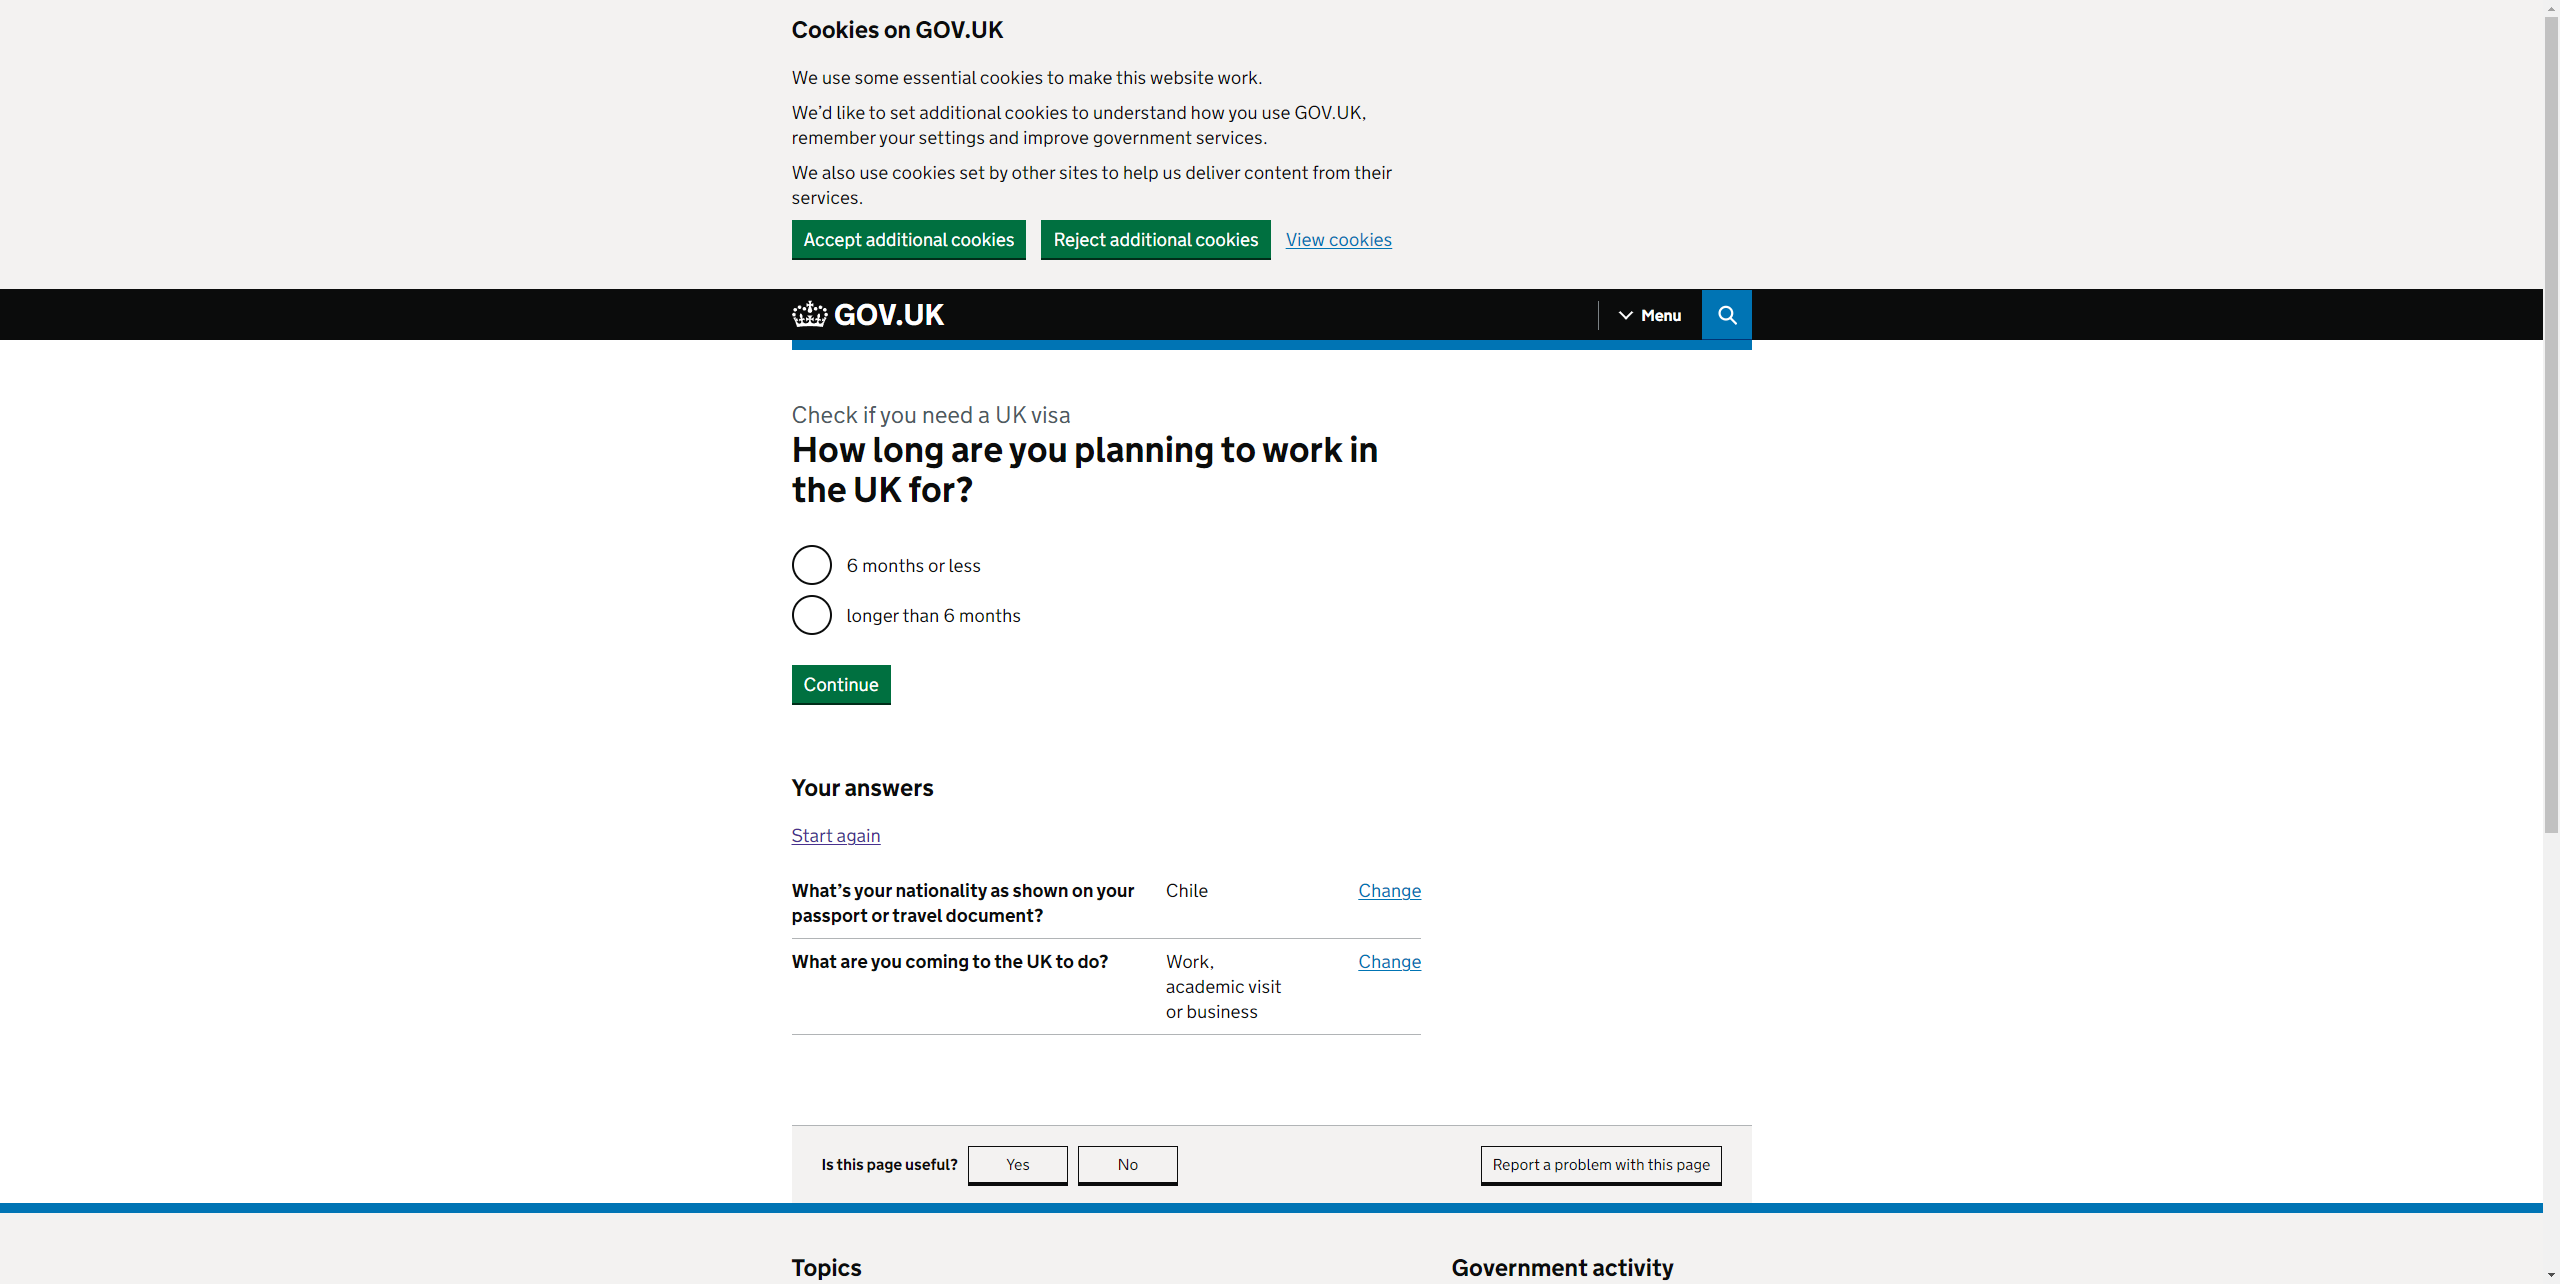 Cookies on GOV.UK
We use some essential cookies to make this website work.
We’d like to set additional cookies to understand how you use GOV.UK,
remember your settings and improve government services.
We also use cookies set by other sites to help us deliver content from their
services.
Accept additional cookies Reject additional cookies View cookies
GOV.UK Menu
Check if you need a UK visa
How long are you planning to work in
the UK for?
6 months or less
longer than 6 months
Continue
Your answers
Start again
What’s your nationality as shown on your Chile Change
passport or travel document?
What are you coming to the UK to do? Work, Change
academic visit
or business
Is this page useful? Yes No Report a problem with this page
Topics Government activity